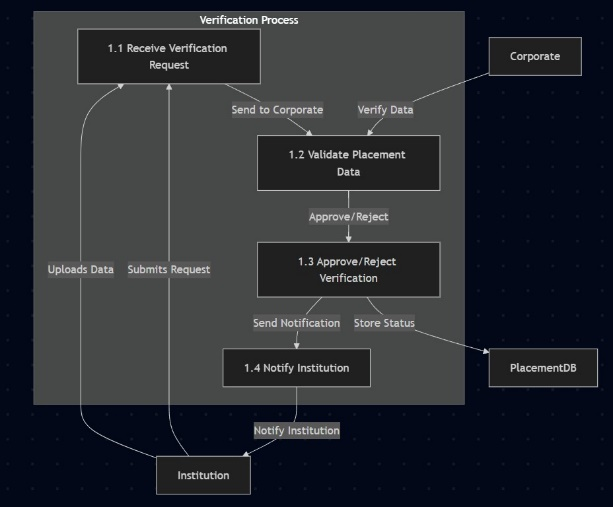 Verification Process
1.1 Receive Verification
Request
Corporate
Send to Corporate
Verify Data
1.2 Validate Placement
Data
Approve/Reject
1.3 Approve/Reject
Verification
Uploads Data
Submits Request
Send Notification
Store Status
1.4 Notify Institution
PlacementDB
Notify Institution
Institution